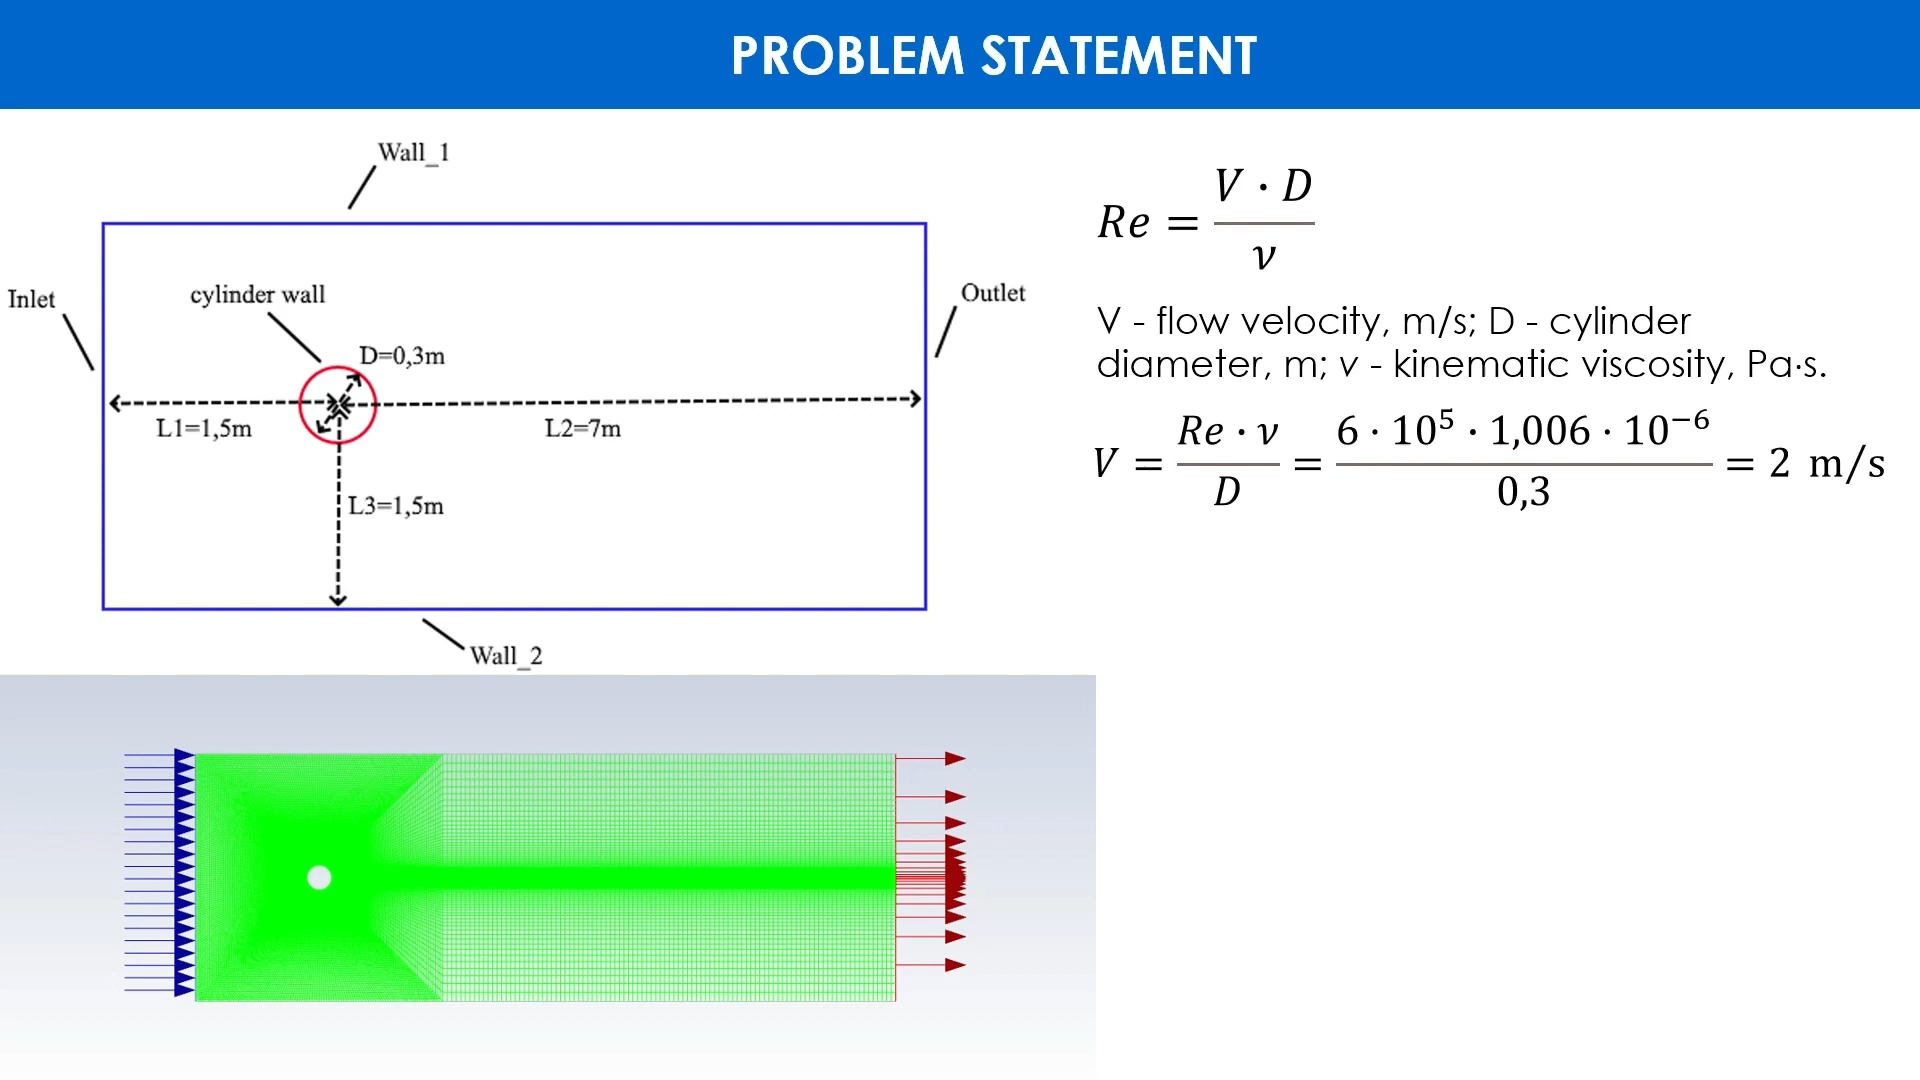 PROBLEM STATEMENT
Wall_1
Inlet
cylinder wall
Outlet
D=0,3m
L1=1,5m
L2=7m
L3=1,5m
Wall_2
Re = V · D / ν
V - flow velocity, m/s; D - cylinder
diameter, m; ν - kinematic viscosity, Pa·s.
V = Re · ν / D = 6 · 10⁵ · 1,006 · 10⁻⁶ / 0,3 = 2 m/s